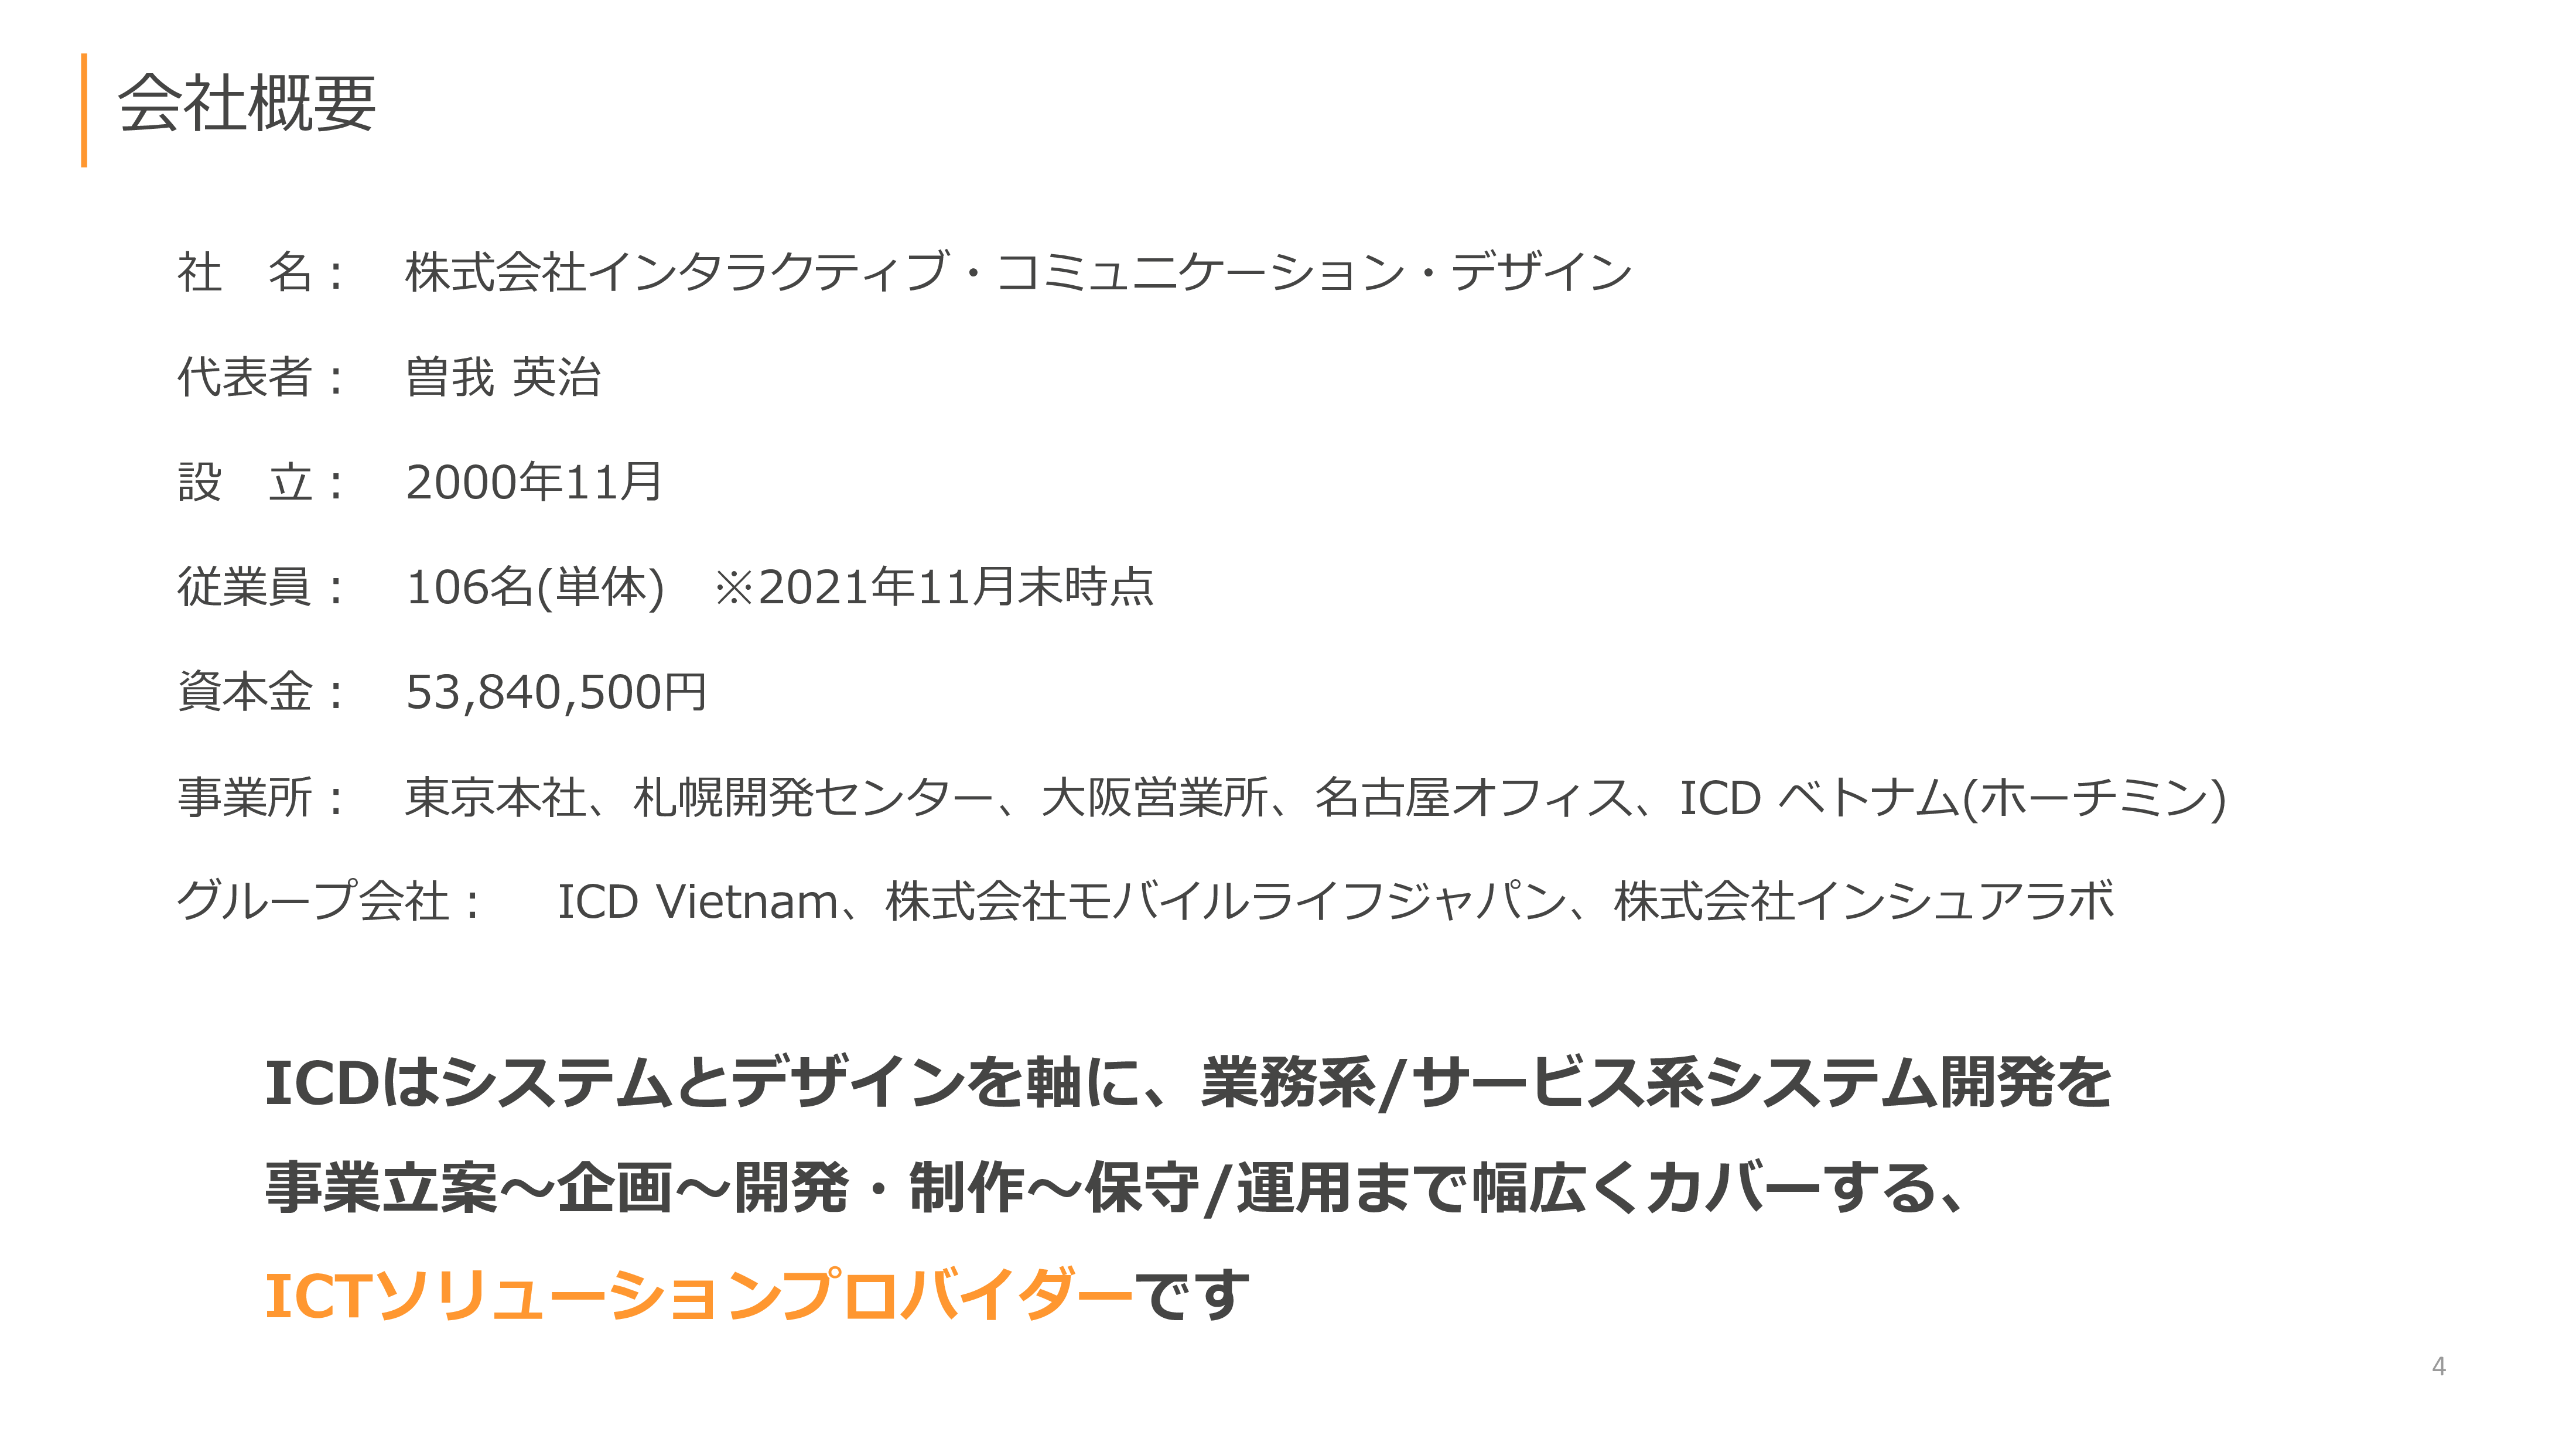 会社概要
社　名：　株式会社インタラクティブ・コミュニケーション・デザイン
代表者：　曽我 英治
設　立：　2000年11月
従業員：　106名(単体)　※2021年11月末時点
資本金：　53,840,500円
事業所：　東京本社、札幌開発センター、大阪営業所、名古屋オフィス、ICD ベトナム(ホーチミン)
グループ会社：　ICD Vietnam、株式会社モバイルライフジャパン、株式会社インシュアラボ
ICDはシステムとデザインを軸に、業務系/サービス系システム開発を
事業立案～企画～開発・制作～保守/運用まで幅広くカバーする、
ICTソリューションプロバイダーです
4